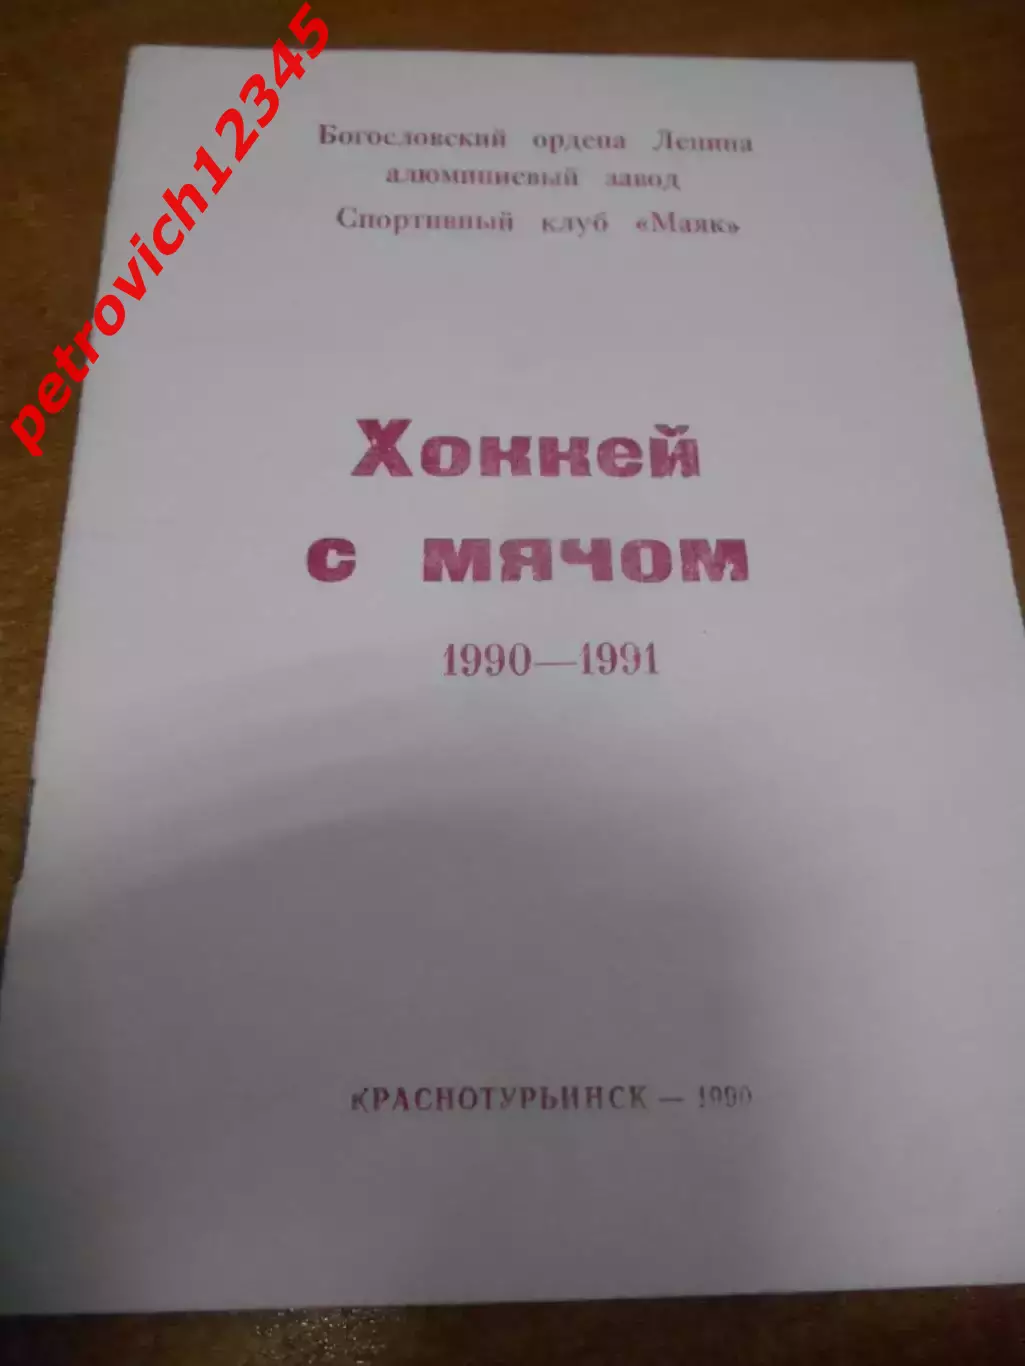 petrovich12345
Богословский ордена Ленина
алюминиевый завод
Спортивный клуб «Маяк»
Хоккей
с мячом
1990—1991
КРАСНОТУРЬИНСК — 1990